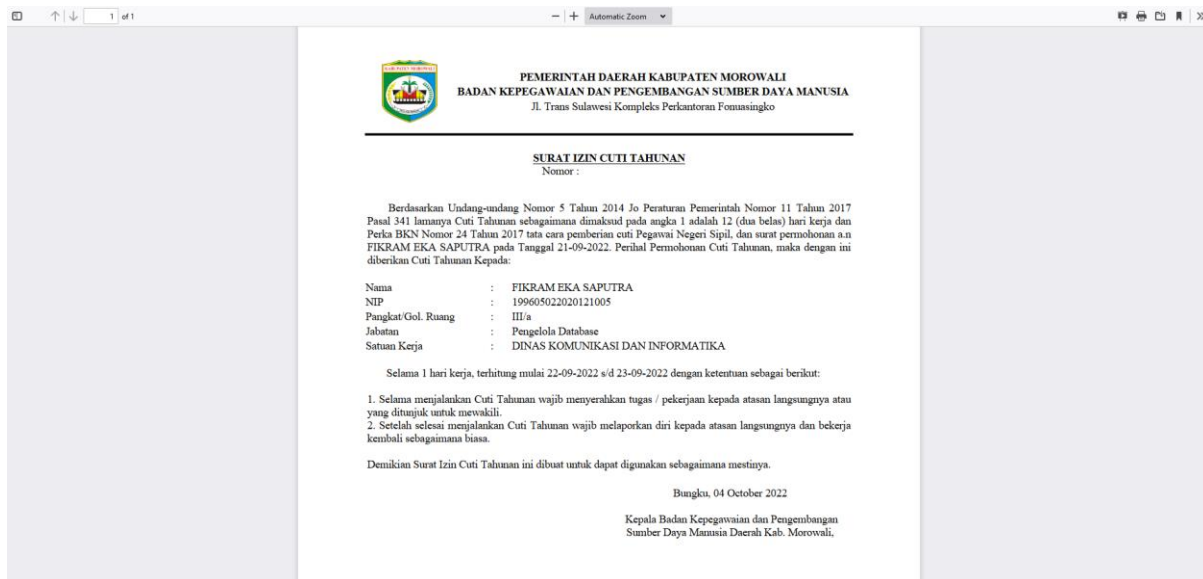 1 of 1
Automatic Zoom
KABUPATEN MOROWALI
PEMERINTAH DAERAH KABUPATEN MOROWALI
BADAN KEPEGAWAIAN DAN PENGEMBANGAN SUMBER DAYA MANUSIA
Jl. Trans Sulawesi Kompleks Perkantoran Fonuasingko
SURAT IZIN CUTI TAHUNAN
Nomor :
Berdasarkan Undang-undang Nomor 5 Tahun 2014 Jo Peraturan Pemerintah Nomor 11 Tahun 2017
Pasal 341 lamanya Cuti Tahunan sebagaimana dimaksud pada angka 1 adalah 12 (dua belas) hari kerja dan
Perka BKN Nomor 24 Tahun 2017 tata cara pemberian cuti Pegawai Negeri Sipil, dan surat permohonan a.n
FIKRAM EKA SAPUTRA pada Tanggal 21-09-2022. Perihal Permohonan Cuti Tahunan, maka dengan ini
diberikan Cuti Tahunan Kepada:
Nama : FIKRAM EKA SAPUTRA
NIP : 199605022020121005
Pangkat/Gol. Ruang : III/a
Jabatan : Pengelola Database
Satuan Kerja : DINAS KOMUNIKASI DAN INFORMATIKA
Selama 1 hari kerja, terhitung mulai 22-09-2022 s/d 23-09-2022 dengan ketentuan sebagai berikut:
1. Selama menjalankan Cuti Tahunan wajib menyerahkan tugas / pekerjaan kepada atasan langsungnya atau
yang ditunjuk untuk mewakili.
2. Setelah selesai menjalankan Cuti Tahunan wajib melaporkan diri kepada atasan langsungnya dan bekerja
kembali sebagaimana biasa.
Demikian Surat Izin Cuti Tahunan ini dibuat untuk dapat digunakan sebagaimana mestinya.
Bungku, 04 October 2022
Kepala Badan Kepegawaian dan Pengembangan
Sumber Daya Manusia Daerah Kab. Morowali,